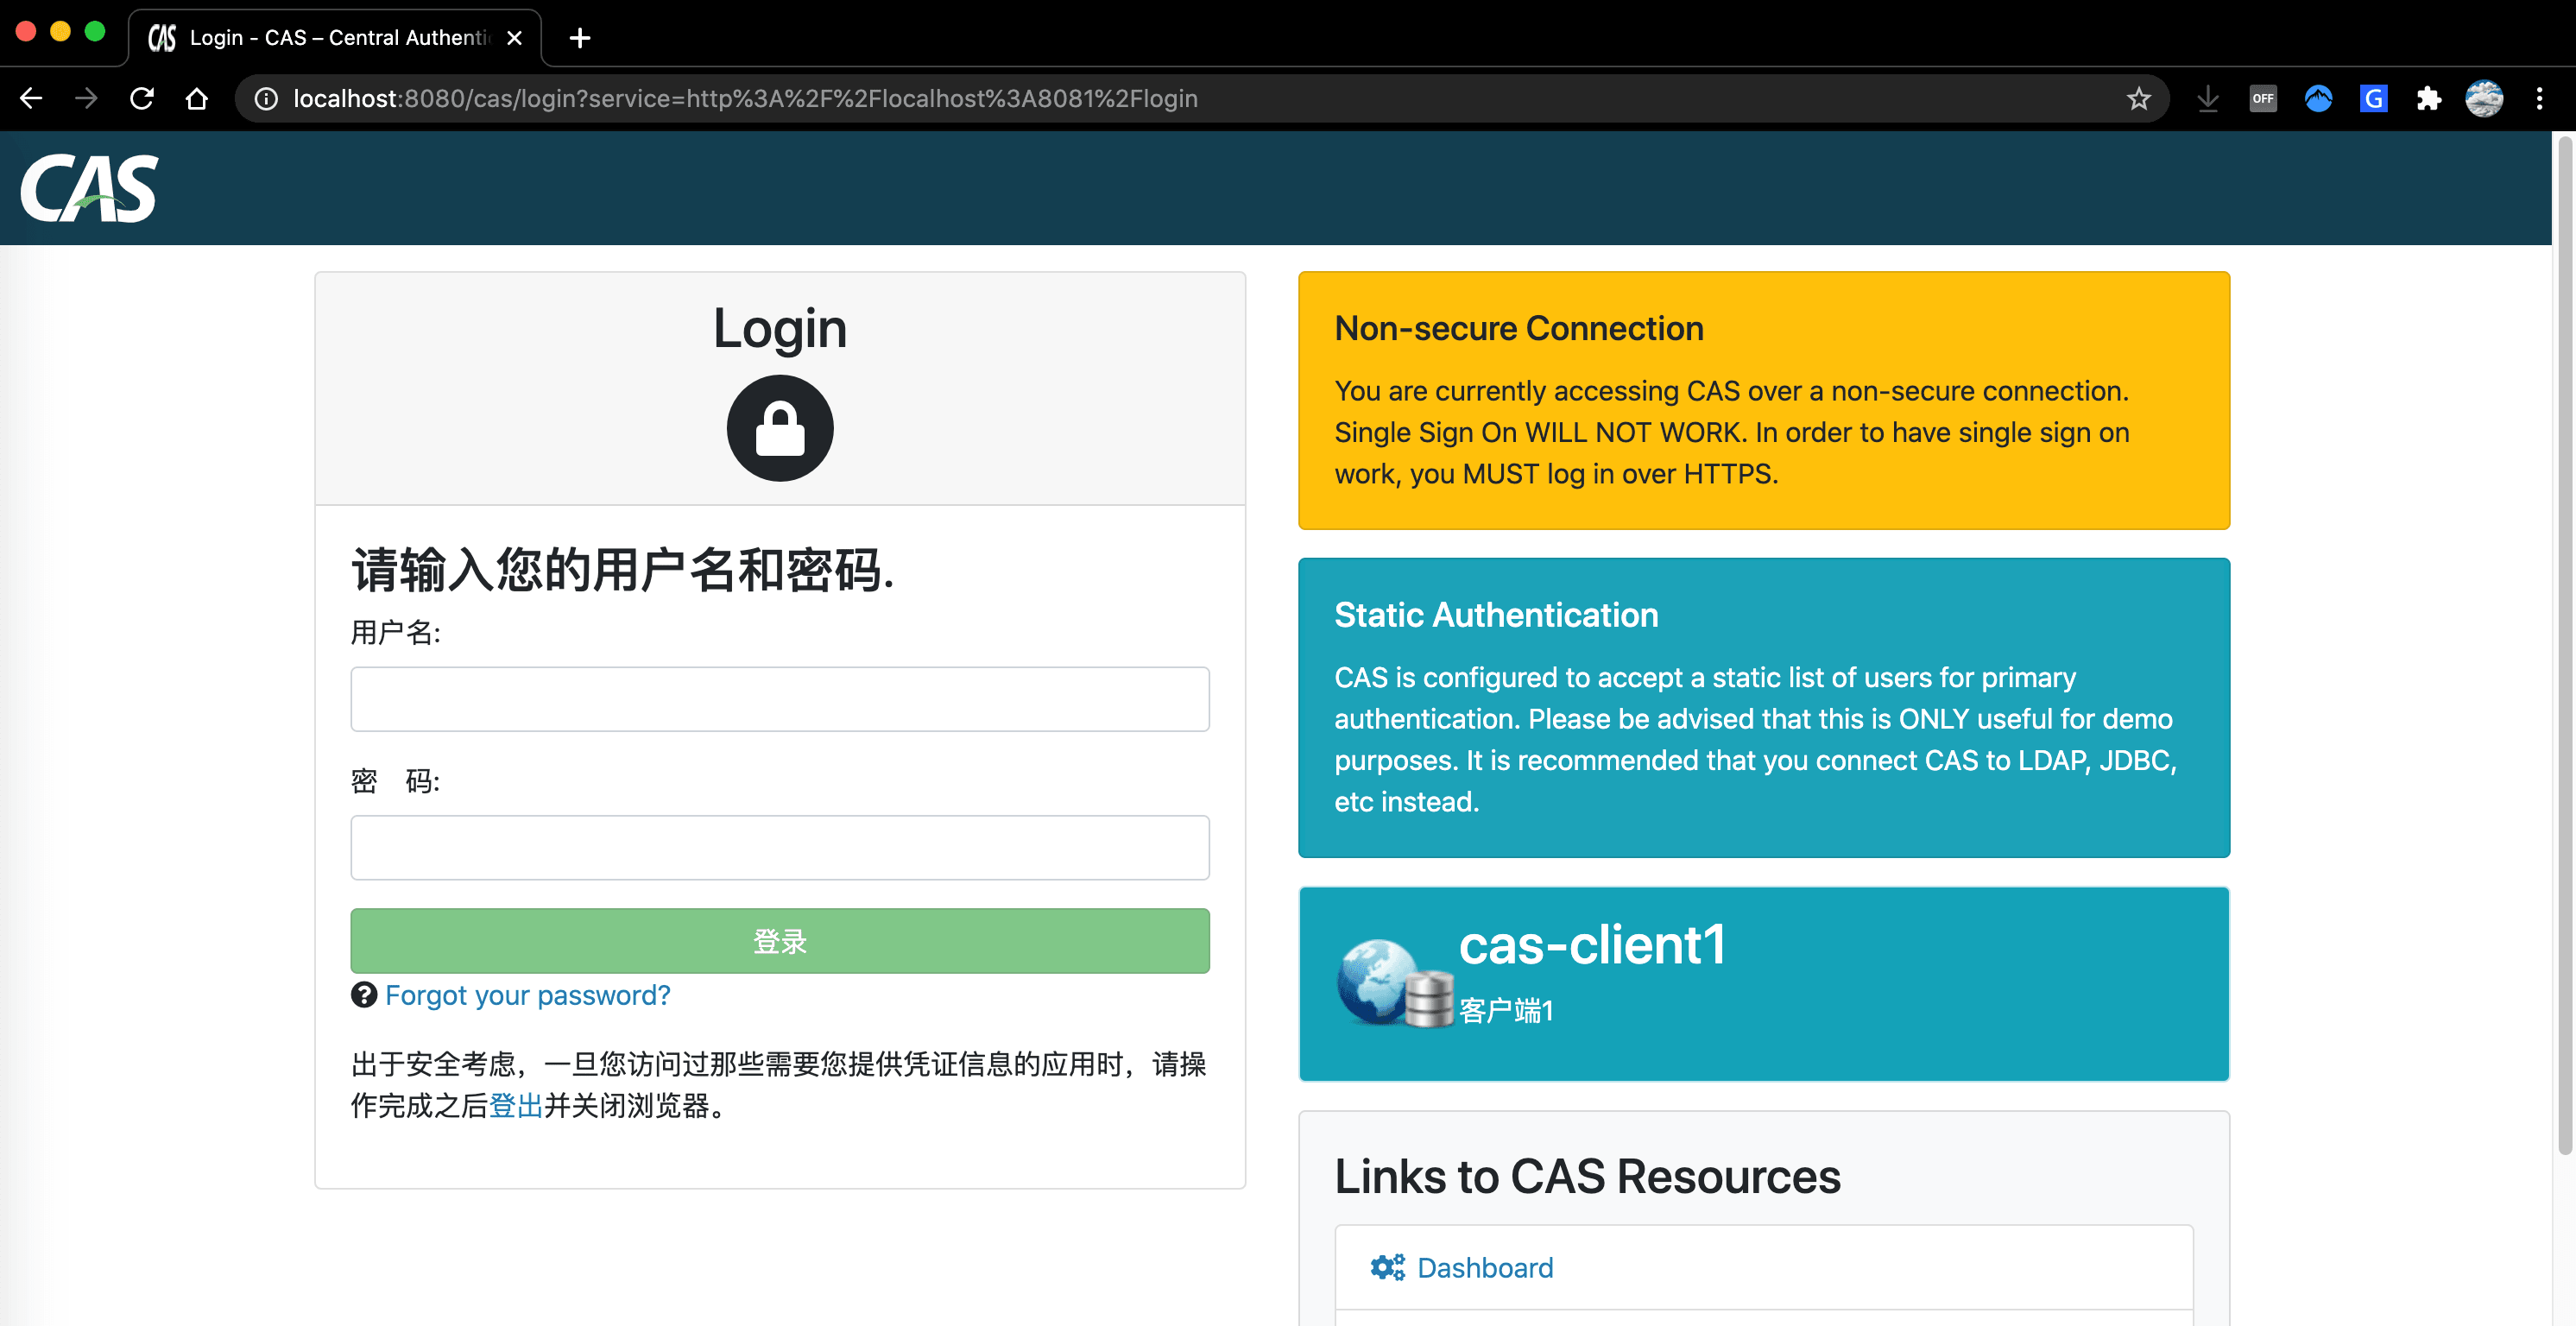 CAS Login - CAS – Central Authenti
localhost:8080/cas/login?service=http%3A%2F%2Flocalhost%3A8081%2Flogin
OFF
G
CAS
Login
请输入您的用户名和密码.
用户名:
密　码:
登录
Forgot your password?
出于安全考虑，一旦您访问过那些需要您提供凭证信息的应用时，请操
作完成之后登出并关闭浏览器。
Non-secure Connection
You are currently accessing CAS over a non-secure connection.
Single Sign On WILL NOT WORK. In order to have single sign on
work, you MUST log in over HTTPS.
Static Authentication
CAS is configured to accept a static list of users for primary
authentication. Please be advised that this is ONLY useful for demo
purposes. It is recommended that you connect CAS to LDAP, JDBC,
etc instead.
cas-client1
客户端1
Links to CAS Resources
Dashboard